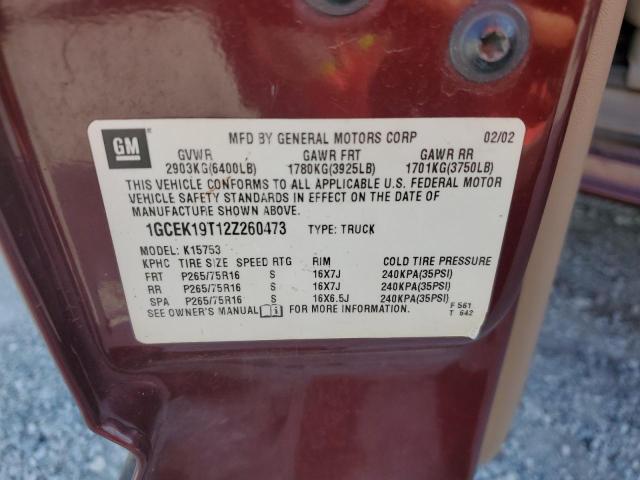 GM
MFD BY GENERAL MOTORS CORP 02/02
GVWR GAWR FRT GAWR RR
2903KG(6400LB) 1780KG(3925LB) 1701KG(3750LB)
THIS VEHICLE CONFORMS TO ALL APPLICABLE U.S. FEDERAL MOTOR
VEHICLE SAFETY STANDARDS IN EFFECT ON THE DATE OF
MANUFACTURE SHOWN ABOVE.
1GCEK19T12Z260473 TYPE: TRUCK
MODEL: K15753
KPHC TIRE SIZE SPEED RTG RIM COLD TIRE PRESSURE
FRT P265/75R16 S 16X7J 240KPA(35PSI)
RR P265/75R16 S 16X7J 240KPA(35PSI)
SPA P265/75R16 S 16X6.5J 240KPA(35PSI)
SEE OWNER'S MANUAL i FOR MORE INFORMATION.
F 561
T 642